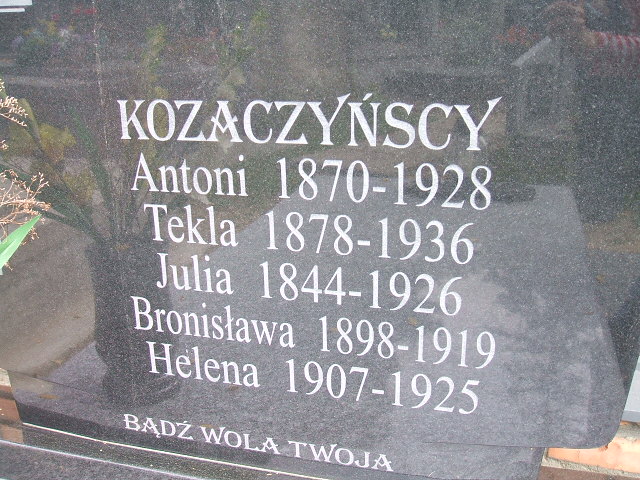 KOZACZYŃSCY
Antoni 1870-1928
Tekla 1878-1936
Julia 1844-1926
Bronisława 1898-1919
Helena 1907-1925
BĄDŹ WOLA TWOJA